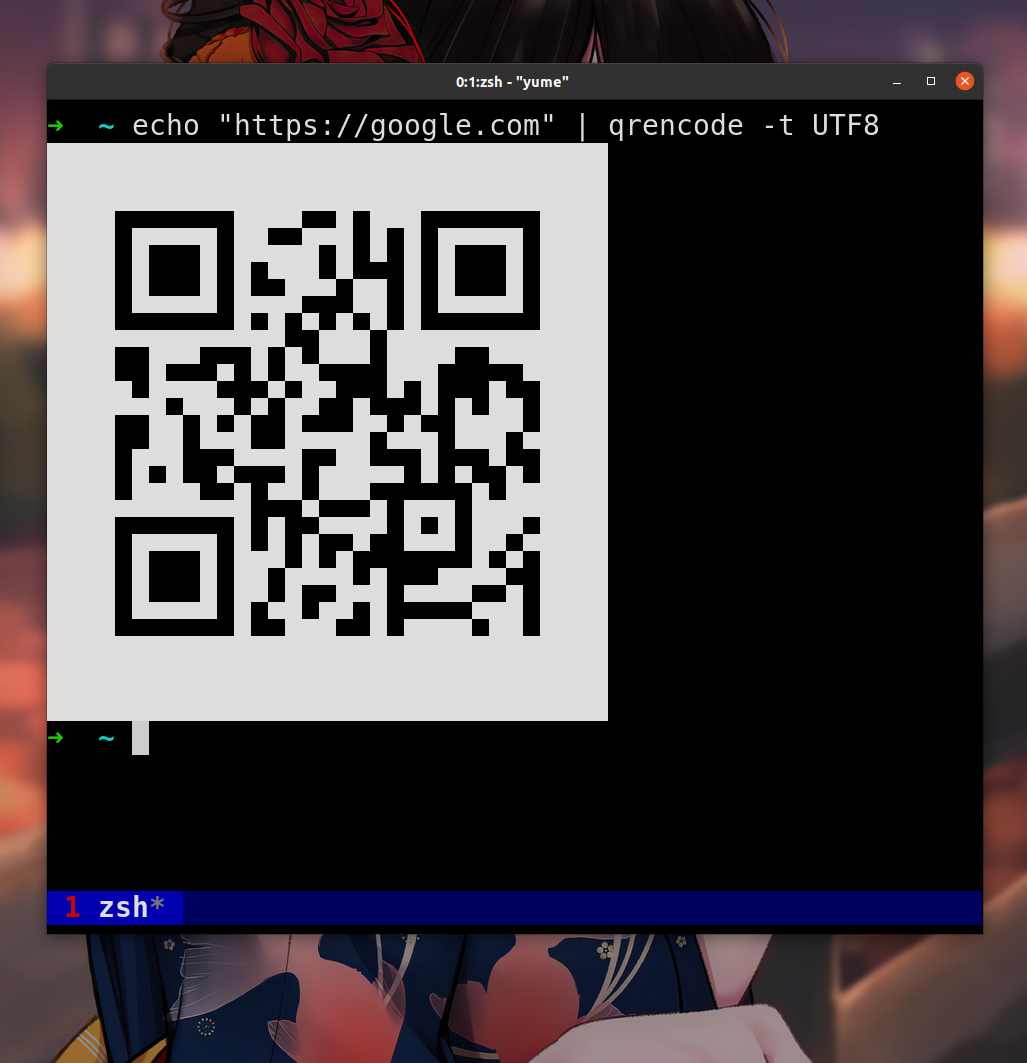 0:1:zsh - "yume"
➜  ~ echo "https://google.com" | qrencode -t UTF8
➜  ~
1 zsh*